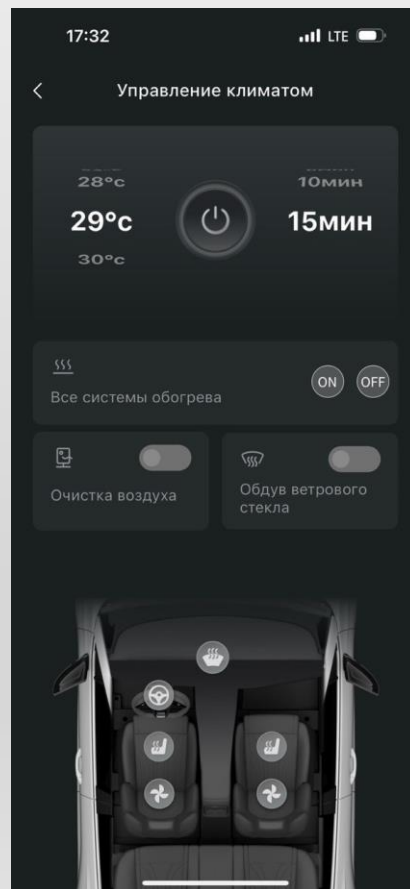 17:32 LTE
Управление климатом
28°c 10мин
29°c 15мин
30°c
ON OFF
Все системы обогрева
Очистка воздуха
Обдув ветрового
стекла